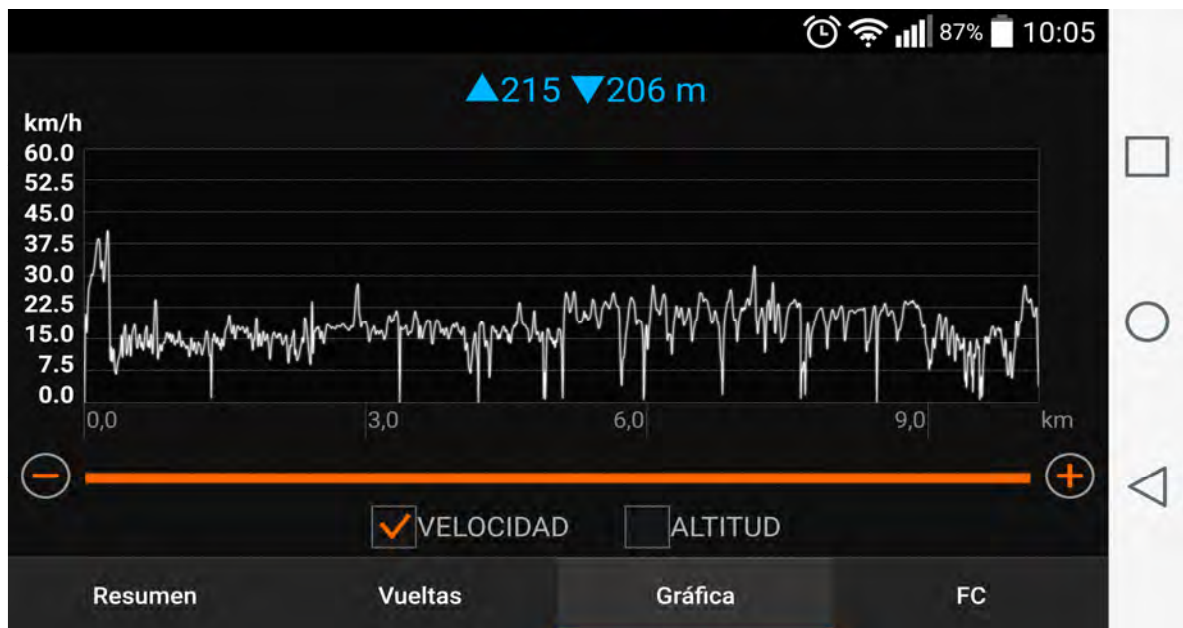 87% 10:05
▲215 ▼206 m
km/h
60.0
52.5
45.0
37.5
30.0
22.5
15.0
7.5
0.0
0,0 3,0 6,0 9,0 km
VELOCIDAD ALTITUD
Resumen Vueltas Gráfica FC